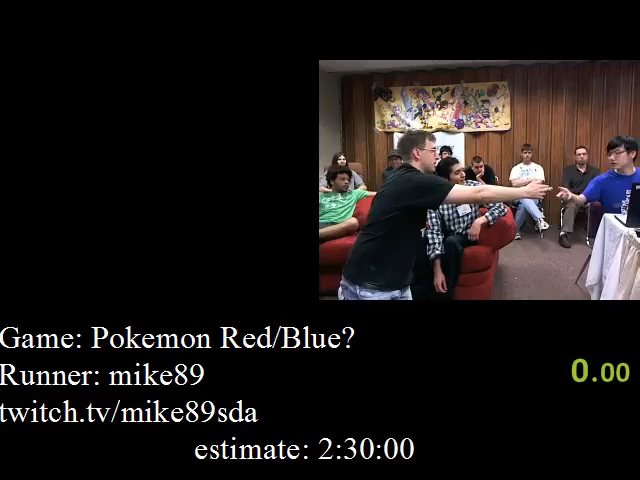 Game: Pokemon Red/Blue?
Runner: mike89
0.00
twitch.tv/mike89sda
estimate: 2:30:00